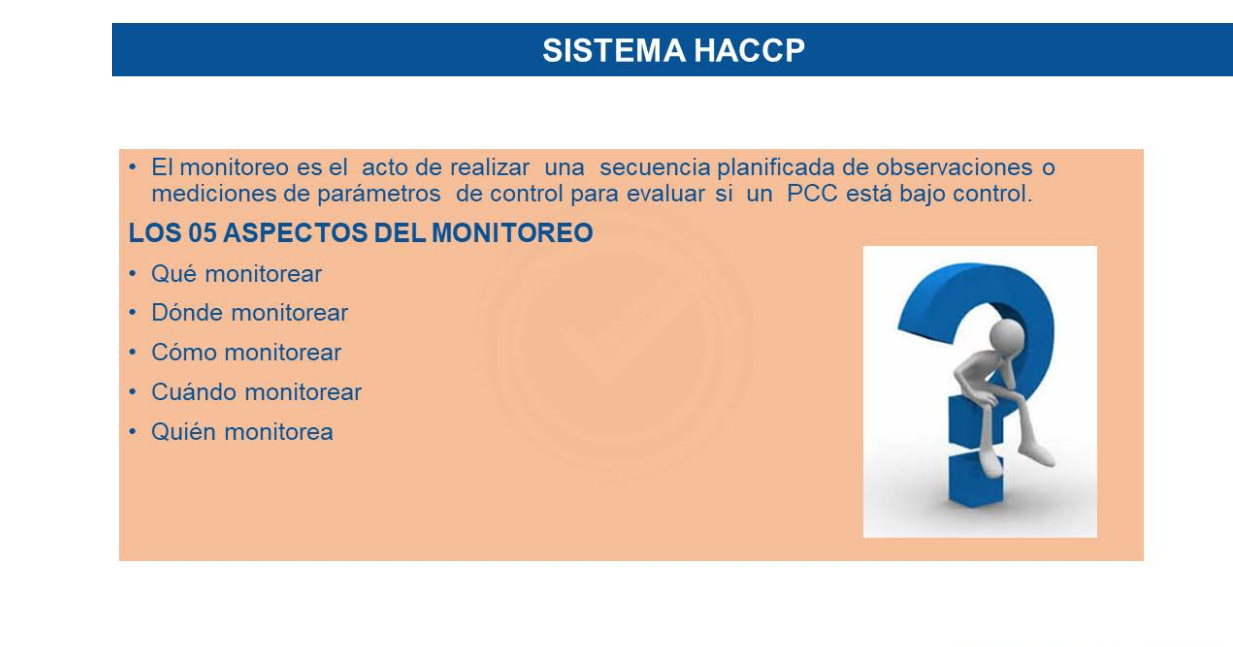 SISTEMA HACCP
• El monitoreo es el acto de realizar una secuencia planificada de observaciones o
mediciones de parámetros de control para evaluar si un PCC está bajo control.
LOS 05 ASPECTOS DEL MONITOREO
• Qué monitorear
• Dónde monitorear
• Cómo monitorear
• Cuándo monitorear
• Quién monitorea